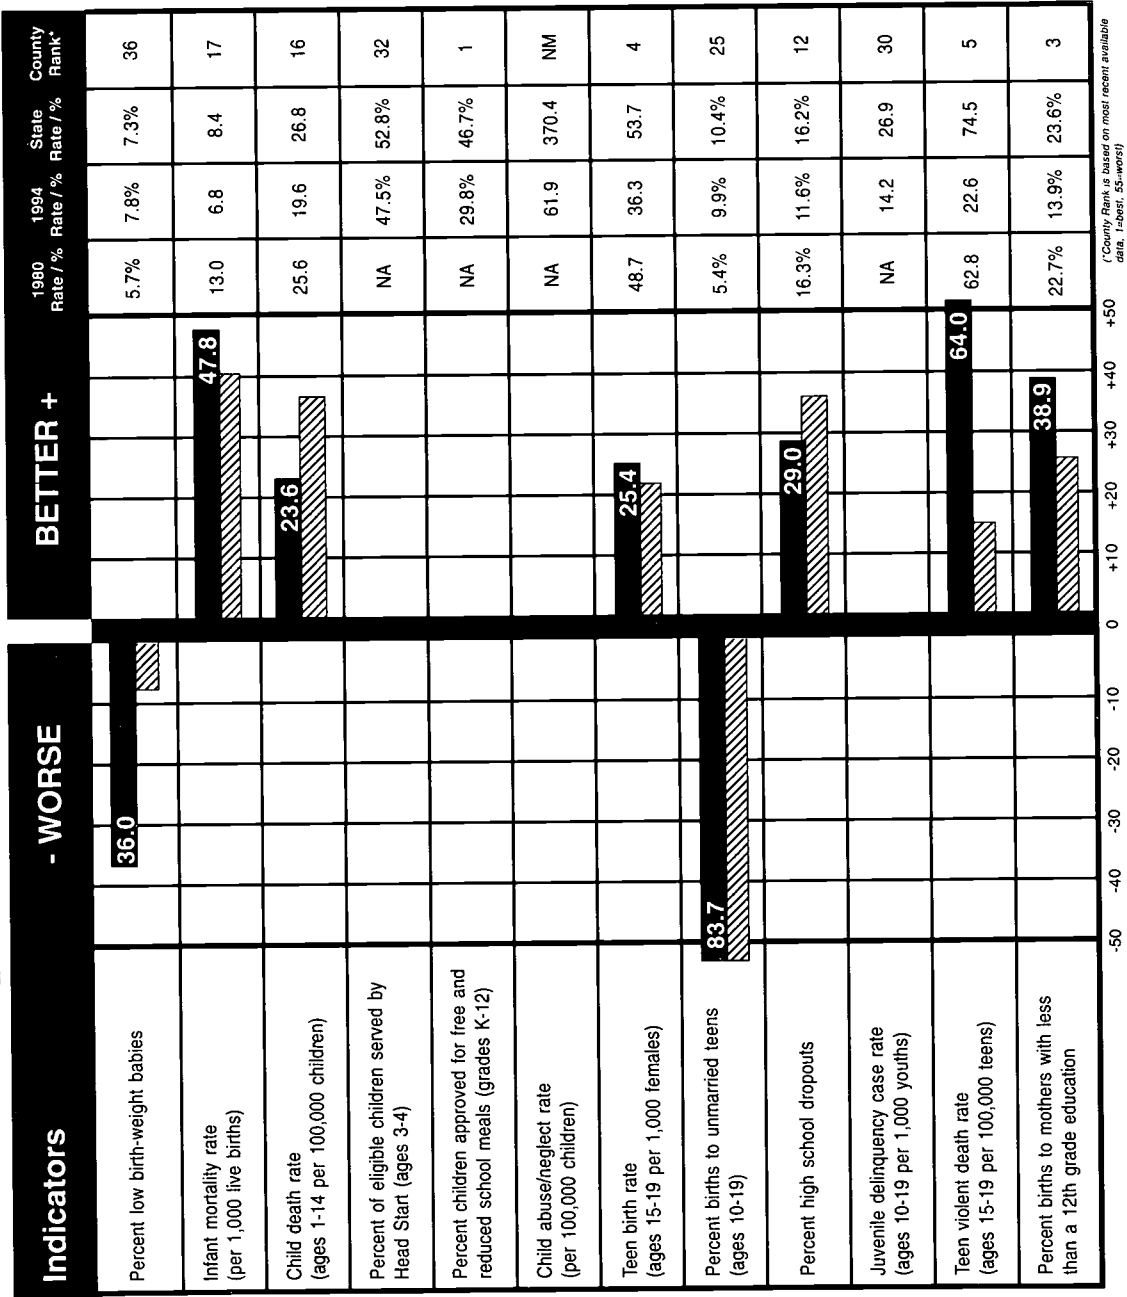 Indicators - WORSE BETTER + 1980 Rate / % 1994 Rate / % State Rate / % County Rank*
Percent low birth-weight babies 36.0 5.7% 7.8% 7.3% 36
Infant mortality rate
(per 1,000 live births) 47.8 13.0 6.8 8.4 17
Child death rate
(ages 1-14 per 100,000 children) 23.6 25.6 19.6 26.8 16
Percent of eligible children served by
Head Start (ages 3-4) NA 47.5% 52.8% 32
Percent children approved for free and
reduced school meals (grades K-12) NA 29.8% 46.7% 1
Child abuse/neglect rate
(per 100,000 children) NA 61.9 370.4 NM
Teen birth rate
(ages 15-19 per 1,000 females) 25.4 48.7 36.3 53.7 4
Percent births to unmarried teens
(ages 10-19) 83.7 5.4% 9.9% 10.4% 25
Percent high school dropouts 29.0 16.3% 11.6% 16.2% 12
Juvenile delinquency case rate
(ages 10-19 per 1,000 youths) NA 14.2 26.9 30
Teen violent death rate
(ages 15-19 per 100,000 teens) 64.0 62.8 22.6 74.5 5
Percent births to mothers with less
than a 12th grade education 38.9 22.7% 13.9% 23.6% 3
-50 -40 -30 -20 -10 0 +10 +20 +30 +40 +50
(*County Rank is based on most recent available
data, 1=best, 55=worst)